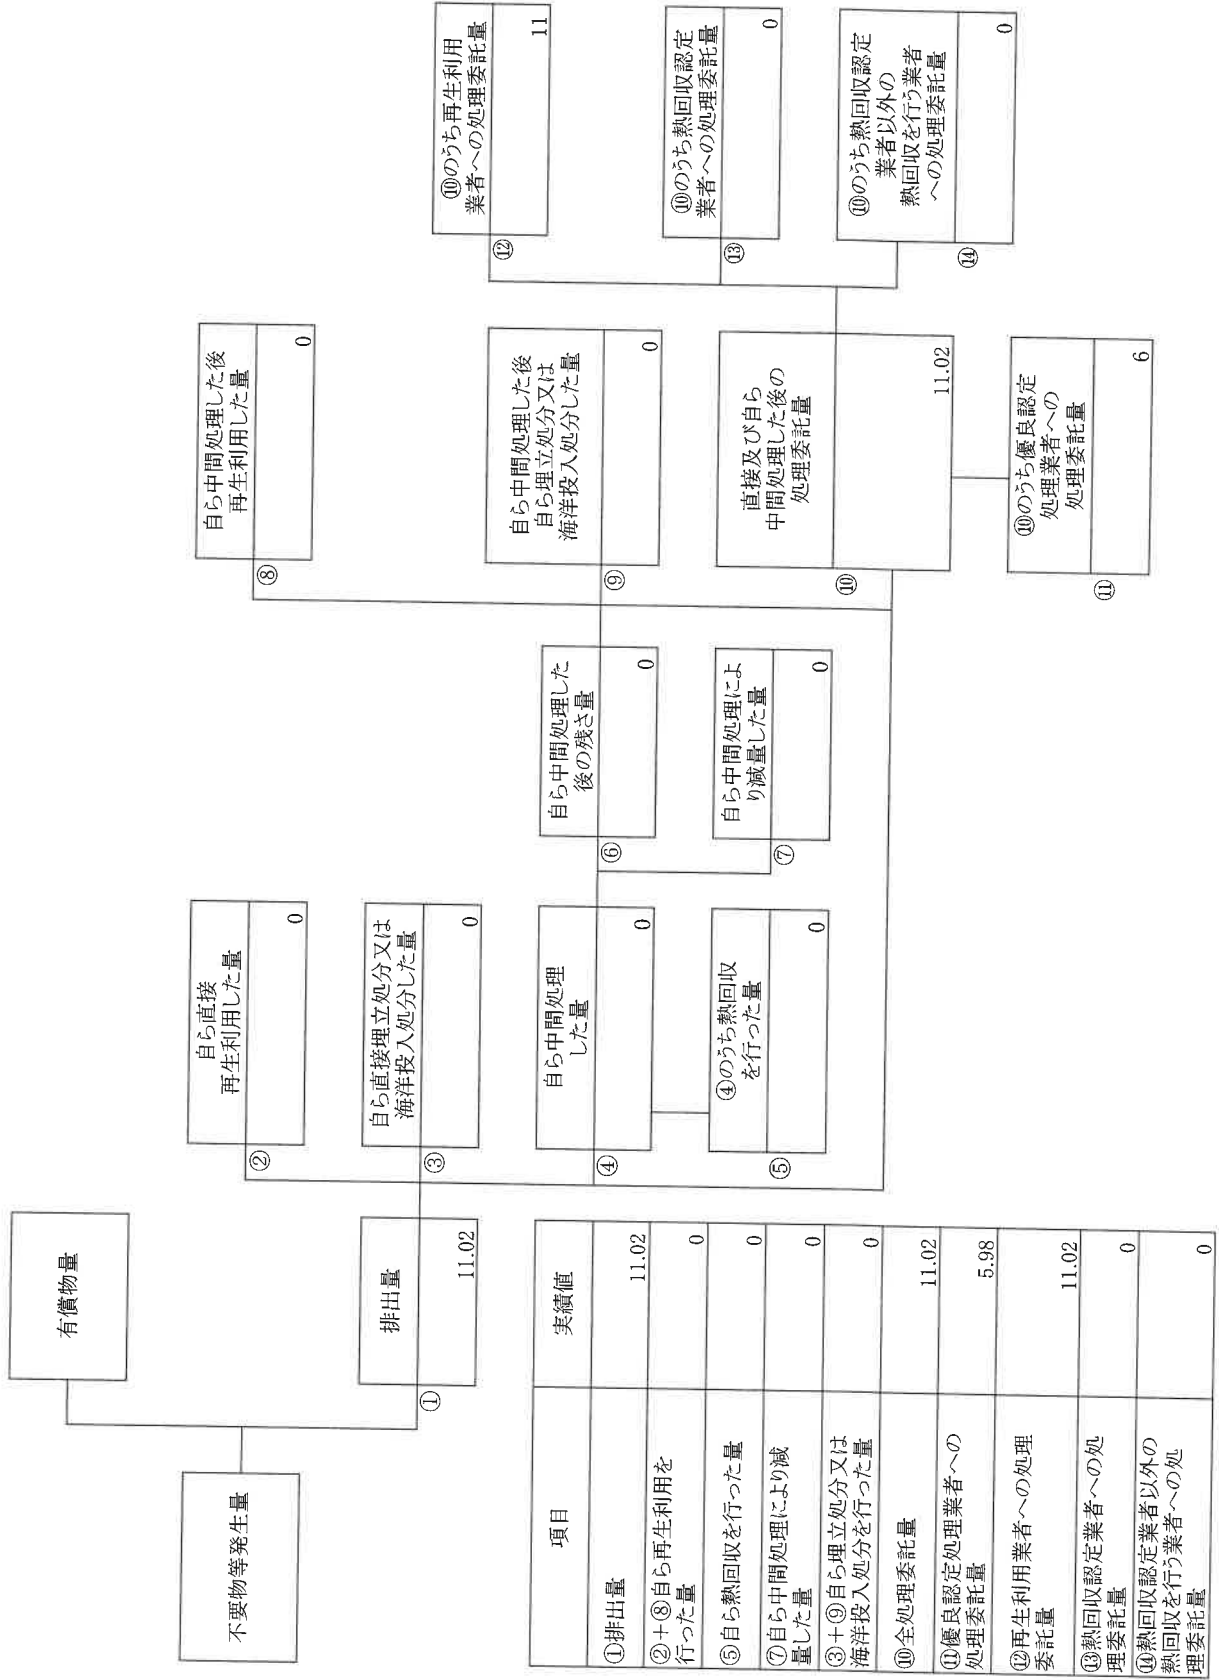 不要物等発生量
有償物量
①
排出量
11.02
②
自ら直接
再生利用した量
0
③
自ら直接埋立処分又は
海洋投入処分した量
0
④
自ら中間処理
した量
0
⑤
④のうち熱回収
を行った量
0
⑥
自ら中間処理した
後の残さ量
0
⑦
自ら中間処理によ
り減量した量
0
⑧
自ら中間処理した後
再生利用した量
0
⑨
自ら中間処理した後
自ら埋立処分又は
海洋投入処分した量
0
⑩
直接及び自ら
中間処理した後の
処理委託量
11.02
⑪
⑩のうち優良認定
処理業者への
処理委託量
6
⑫
⑩のうち再生利用
業者への処理委託量
11
⑬
⑩のうち熱回収認定
業者への処理委託量
0
⑭
⑩のうち熱回収認定
業者以外の
熱回収を行う業者
への処理委託量
0
項目 実績値
①排出量 11.02
②+⑧自ら再生利用を
行った量 0
⑤自ら熱回収を行った量 0
⑦自ら中間処理により減
量した量 0
③+⑨自ら埋立処分又は
海洋投入処分を行った量 0
⑩全処理委託量 11.02
⑪優良認定処理業者への
処理委託量 5.98
⑫再生利用業者への処理
委託量 11.02
⑬熱回収認定業者への処
理委託量 0
⑭熱回収認定業者以外の
熱回収を行う業者への処
理委託量 0